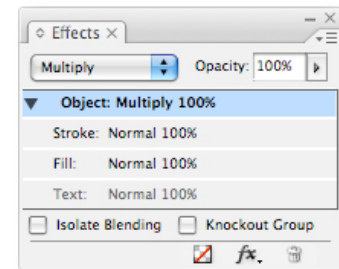 Effects
Multiply Opacity: 100%
Object: Multiply 100%
Stroke: Normal 100%
Fill: Normal 100%
Text: Normal 100%
Isolate Blending Knockout Group
fx.